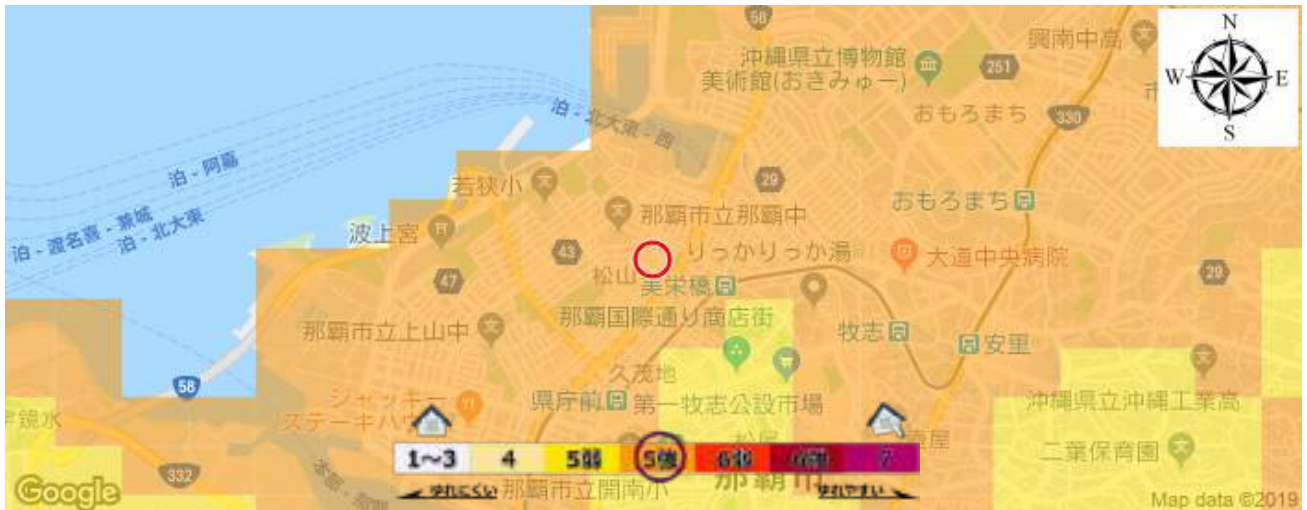 58
N
W
E
S
沖縄県立博物館
美術館(おきみゅー)
251
興南中高
市
おもろまち
330
泊 - 北大東 - 西
泊 - 阿嘉
若狭小
29
那覇市立那覇中
おもろまち
泊 - 渡名喜 - 兼城
泊 - 北大東
波上宮
43
りっかりっか湯
大道中央病院
松山
美栄橋
47
29
那覇市立上山中
那覇国際通り商店街
牧志
安里
58
久茂地
ジャッキー
ステーキハウ
県庁前
第一牧志公設市場
沖縄県立沖縄工業高
字鏡水
松尾
壺屋
二葉保育園
1~3
4
5弱
5強
6弱
6強
7
332
ゆれにくい
ゆれやすい
那覇市立開南小
那覇市
Google
Map data ©2019